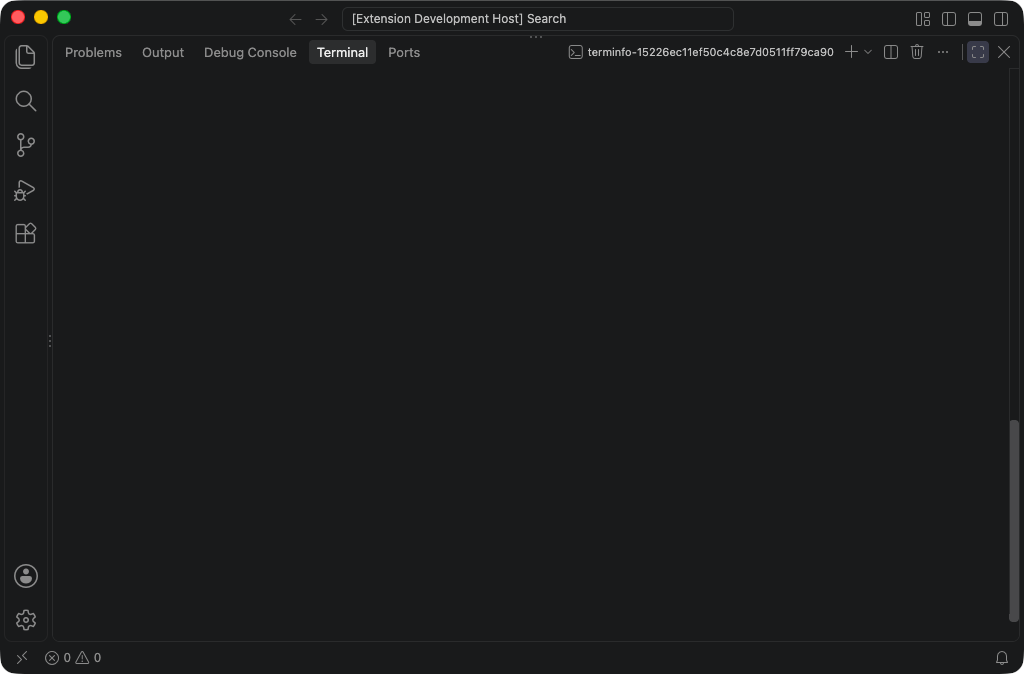 [Extension Development Host] Search
Problems Output Debug Console Terminal Ports terminfo-15226ec11ef50c4c8e7d0511ff79ca90
0 0